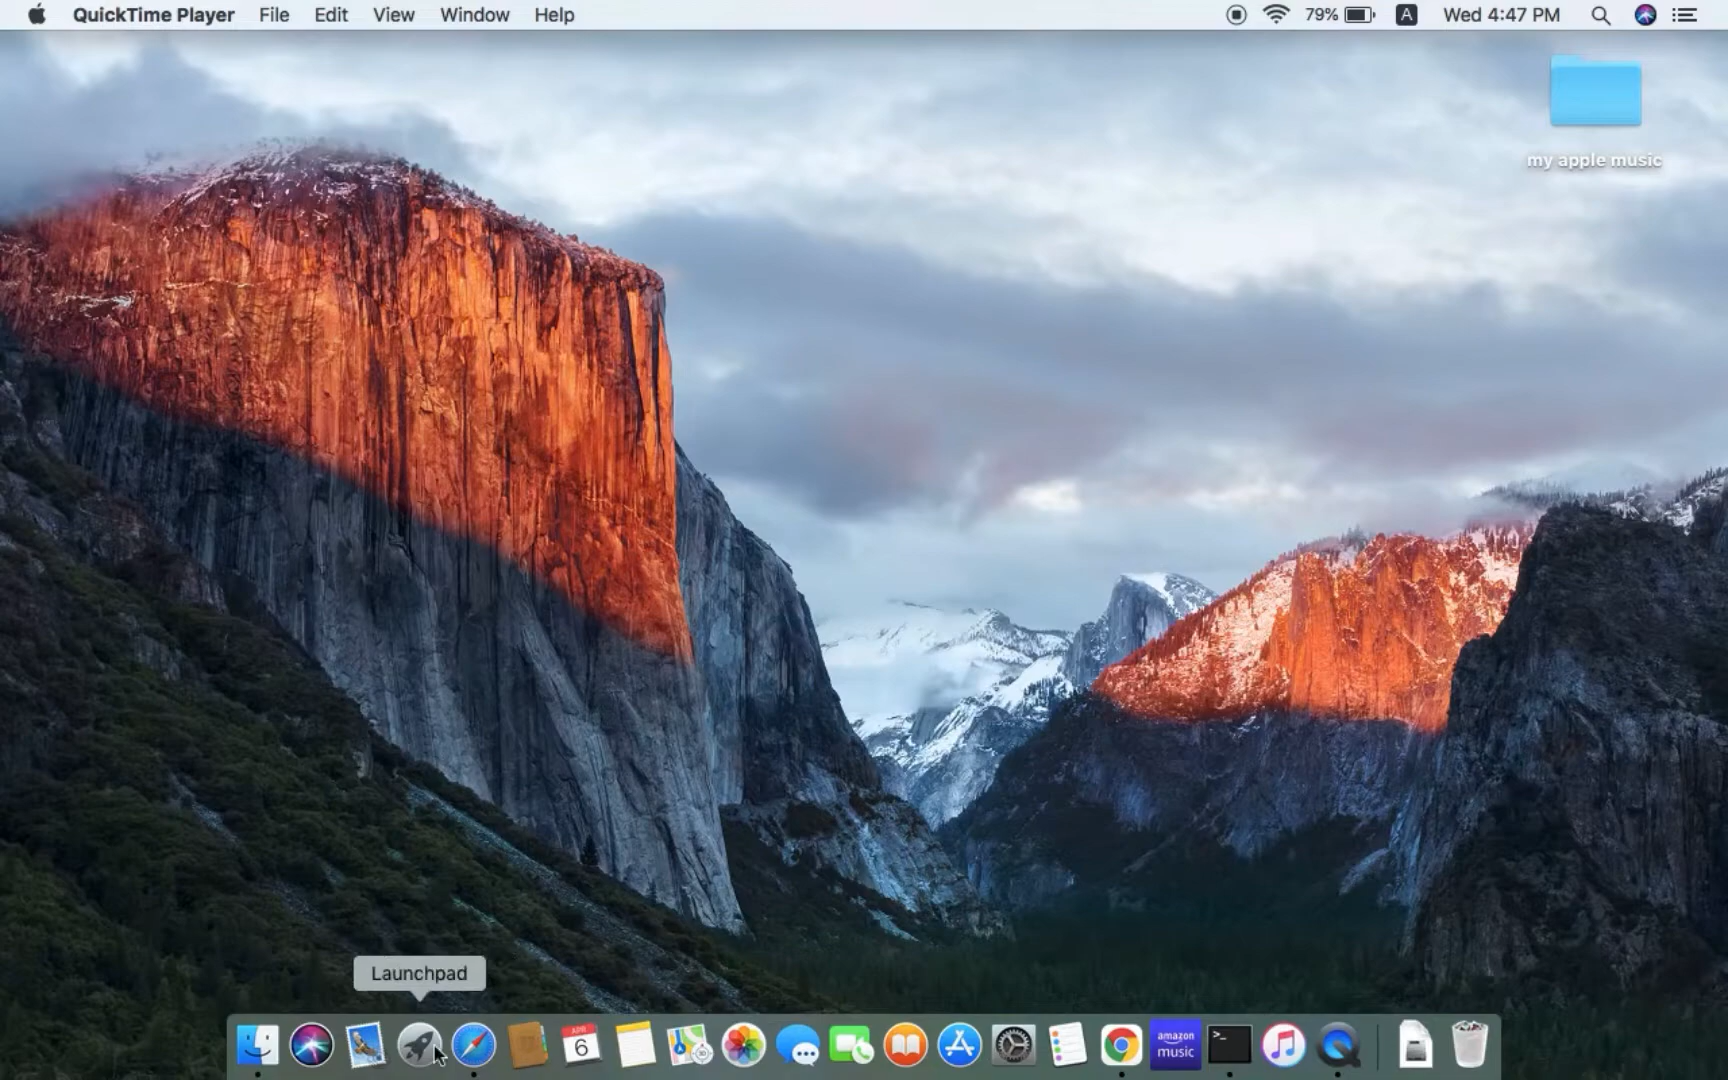 QuickTime Player File Edit View Window Help 79% A Wed 4:47 PM
my apple music
Launchpad
APR
6
amazon
music
>_